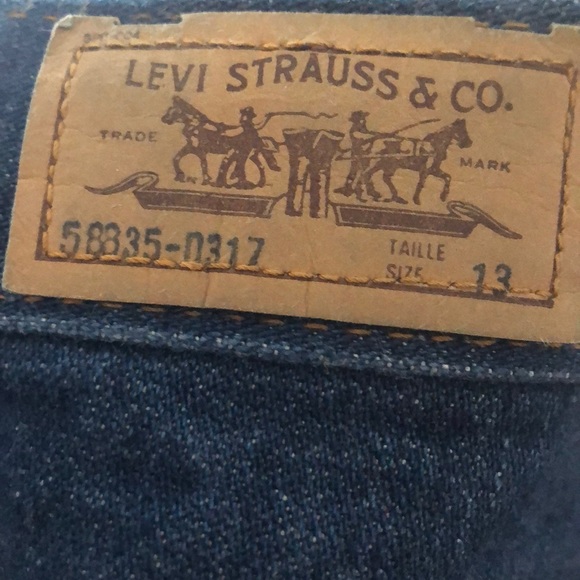 LEVI STRAUSS & CO.
TRADE MARK
58835-0317
TAILLE
SIZE 13